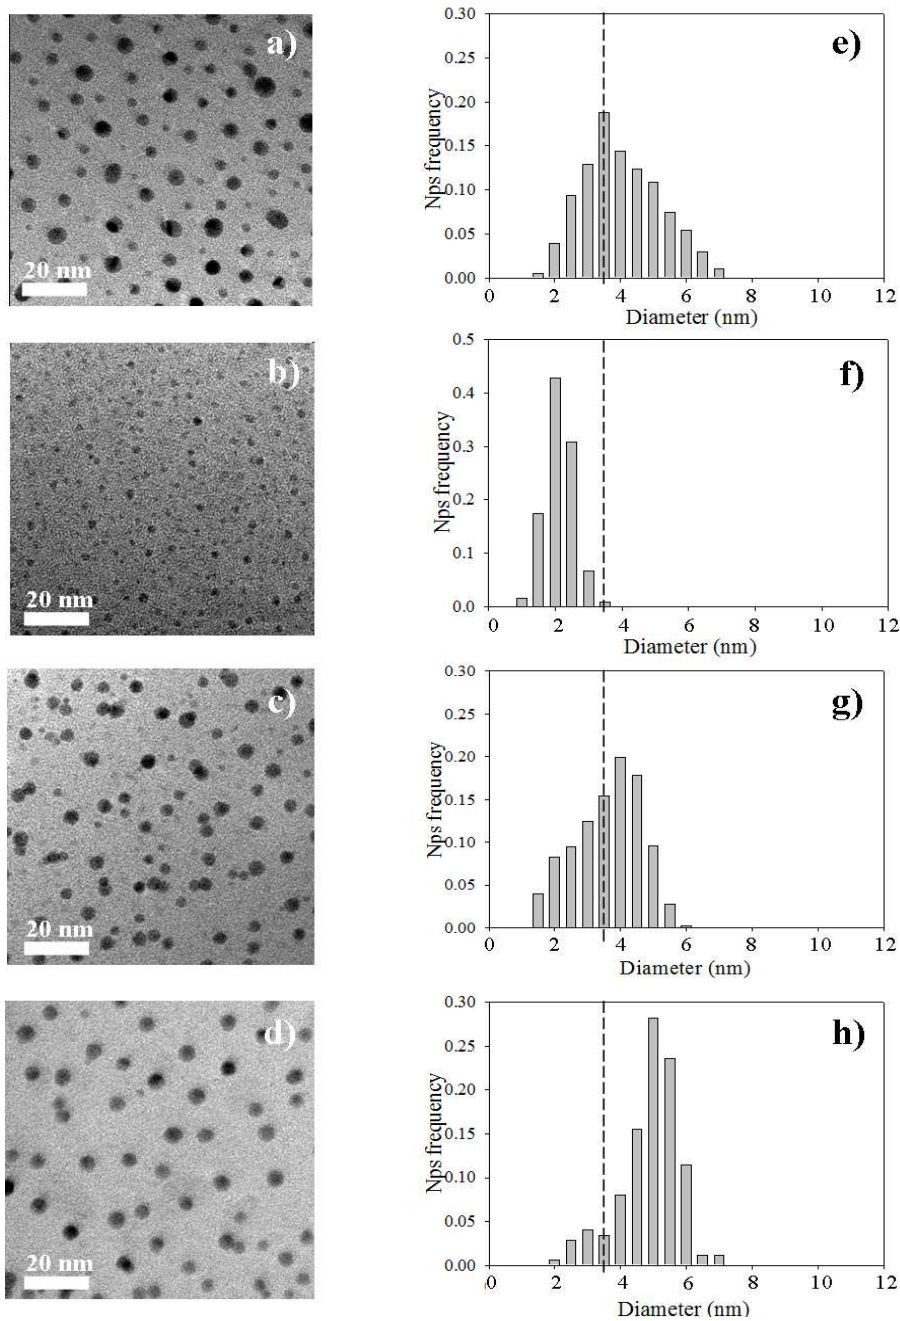 a)
20 nm
e)
Nps frequency
0.30
0.25
0.20
0.15
0.10
0.05
0.00
0 2 4 6 8 10 12
Diameter (nm)
b)
20 nm
f)
Nps frequency
0.5
0.4
0.3
0.2
0.1
0.0
0 2 4 6 8 10 12
Diameter (nm)
c)
20 nm
g)
Nps frequency
0.30
0.25
0.20
0.15
0.10
0.05
0.00
0 2 4 6 8 10 12
Diameter (nm)
d)
20 nm
h)
Nps frequency
0.30
0.25
0.20
0.15
0.10
0.05
0.00
0 2 4 6 8 10 12
Diameter (nm)